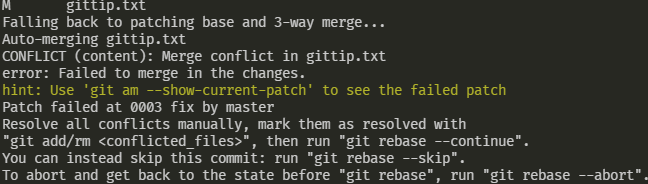 M       gittip.txt
Falling back to patching base and 3-way merge...
Auto-merging gittip.txt
CONFLICT (content): Merge conflict in gittip.txt
error: Failed to merge in the changes.
hint: Use 'git am --show-current-patch' to see the failed patch
Patch failed at 0003 fix by master
Resolve all conflicts manually, mark them as resolved with
"git add/rm <conflicted_files>", then run "git rebase --continue".
You can instead skip this commit: run "git rebase --skip".
To abort and get back to the state before "git rebase", run "git rebase --abort".